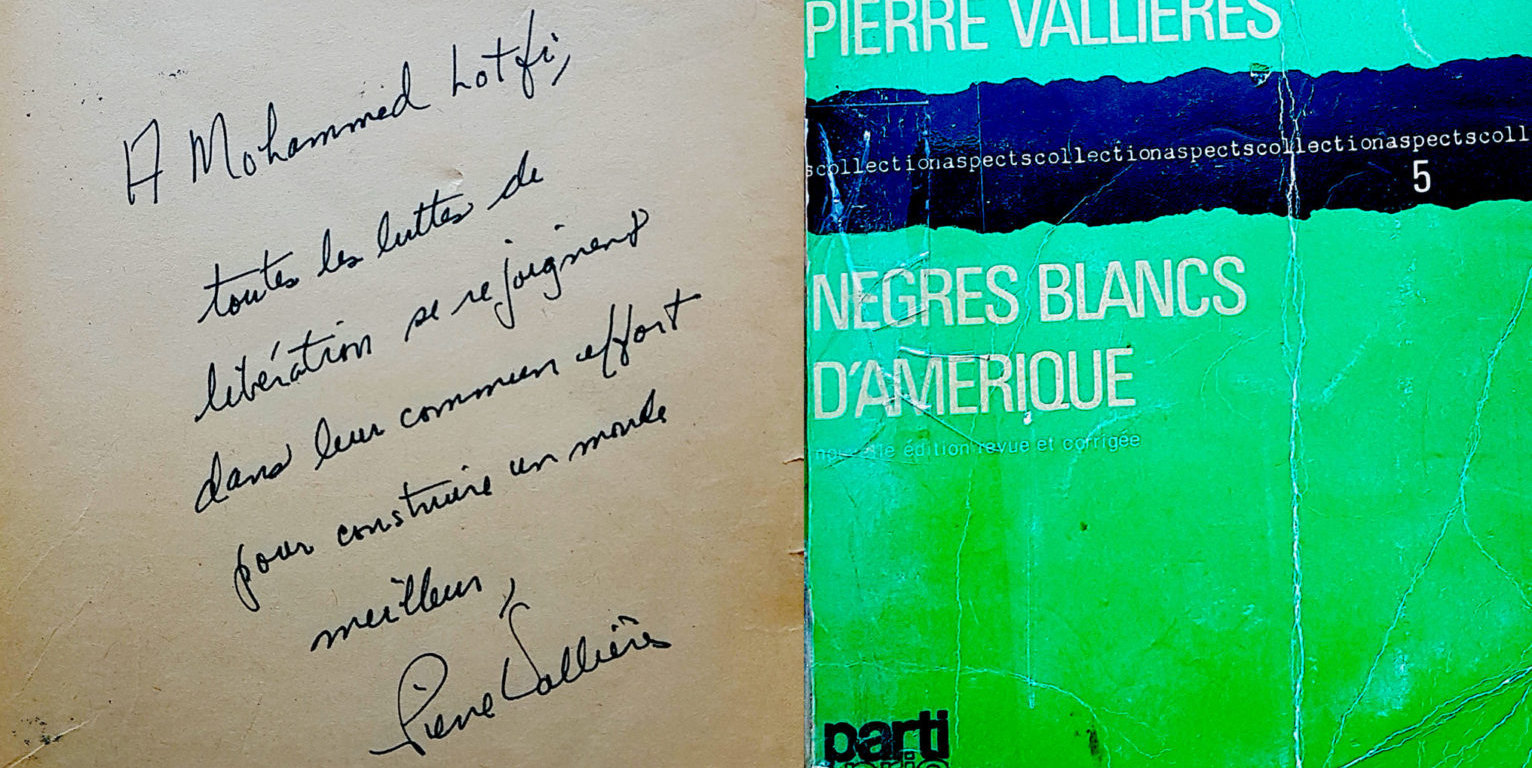 A Mohammed Lotfi,
toutes les luttes de
libération se rejoignent
dans leur commun effort
pour construire un monde
meilleur,
Pierre Vallières
PIERRE VALLIERES
scollectionaspectscollectionaspectscollectionaspectscoll
5
NEGRES BLANCS
D'AMERIQUE
nouvelle édition revue et corrigée
parti